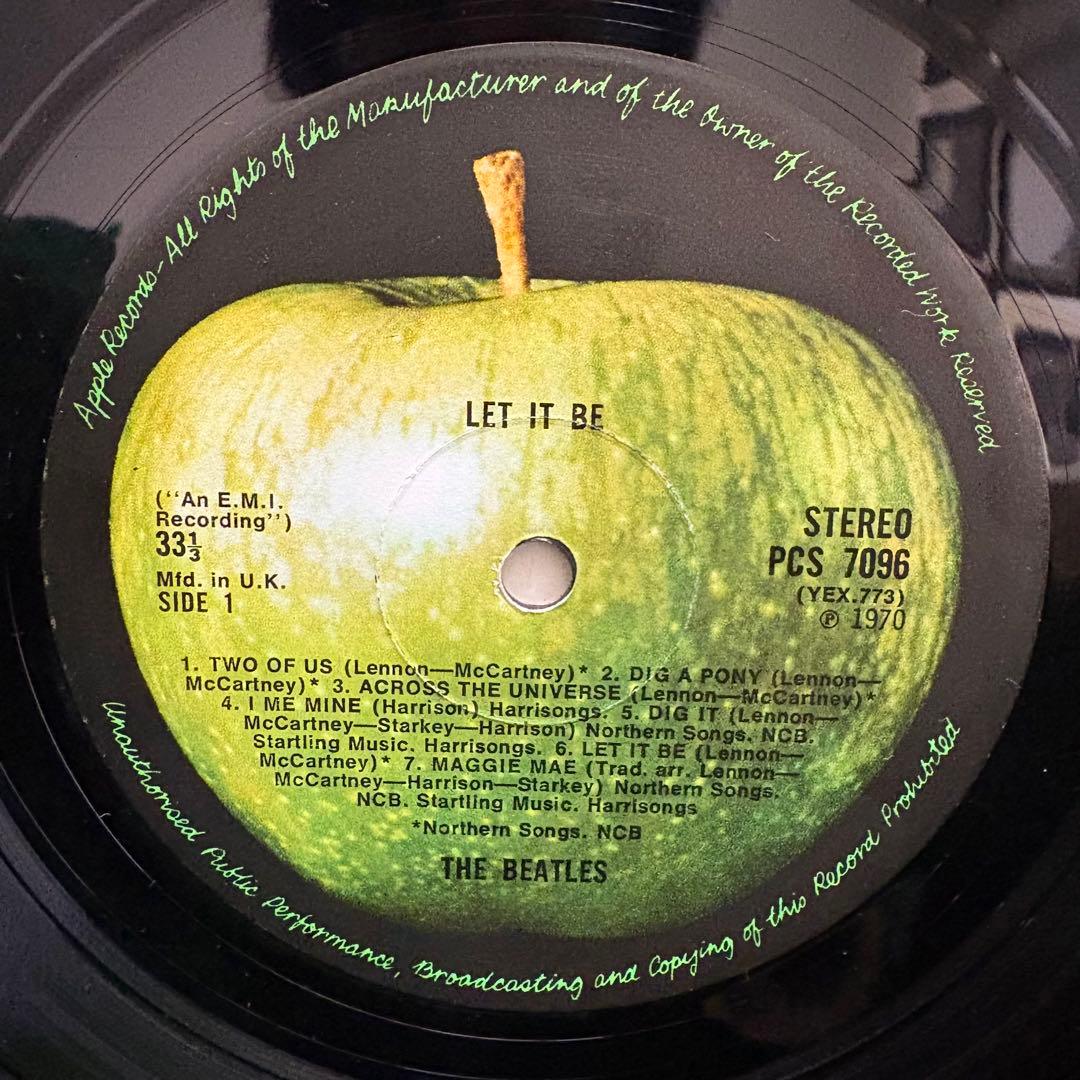 Apple Records-All Rights of the Manufacturer and of the Owner of the Recorded Work Reserved
LET IT BE
(“An E.M.I.
Recording”)
33⅓
Mfd. in U.K.
SIDE 1
STEREO
PCS 7096
(YEX.773)
℗ 1970
1. TWO OF US (Lennon—McCartney)* 2. DIG A PONY (Lennon—
McCartney)* 3. ACROSS THE UNIVERSE (Lennon—McCartney)*
4. I ME MINE (Harrison) Harrisongs. 5. DIG IT (Lennon—
McCartney—Starkey—Harrison) Northern Songs. NCB.
Startling Music. Harrisongs. 6. LET IT BE (Lennon—
McCartney)* 7. MAGGIE MAE (Trad. arr. Lennon—
McCartney—Harrison—Starkey) Northern Songs.
NCB. Startling Music. Harrisongs
*Northern Songs. NCB
THE BEATLES
Unauthorised Public Performance, Broadcasting and Copying of this Record Prohibited